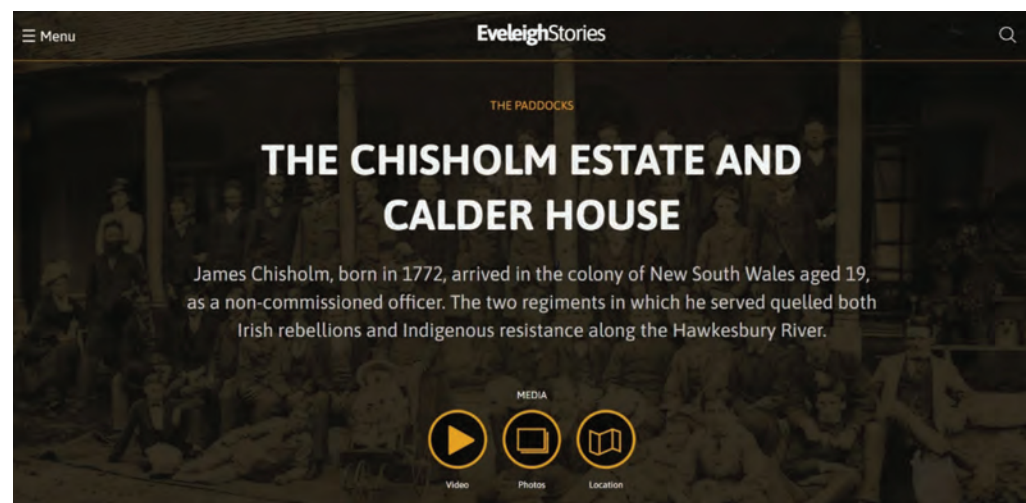 Menu
EveleighStories
THE PADDOCKS
THE CHISHOLM ESTATE AND
CALDER HOUSE
James Chisholm, born in 1772, arrived in the colony of New South Wales aged 19,
as a non-commissioned officer. The two regiments in which he served quelled both
Irish rebellions and Indigenous resistance along the Hawkesbury River.
MEDIA
Video
Photos
Location